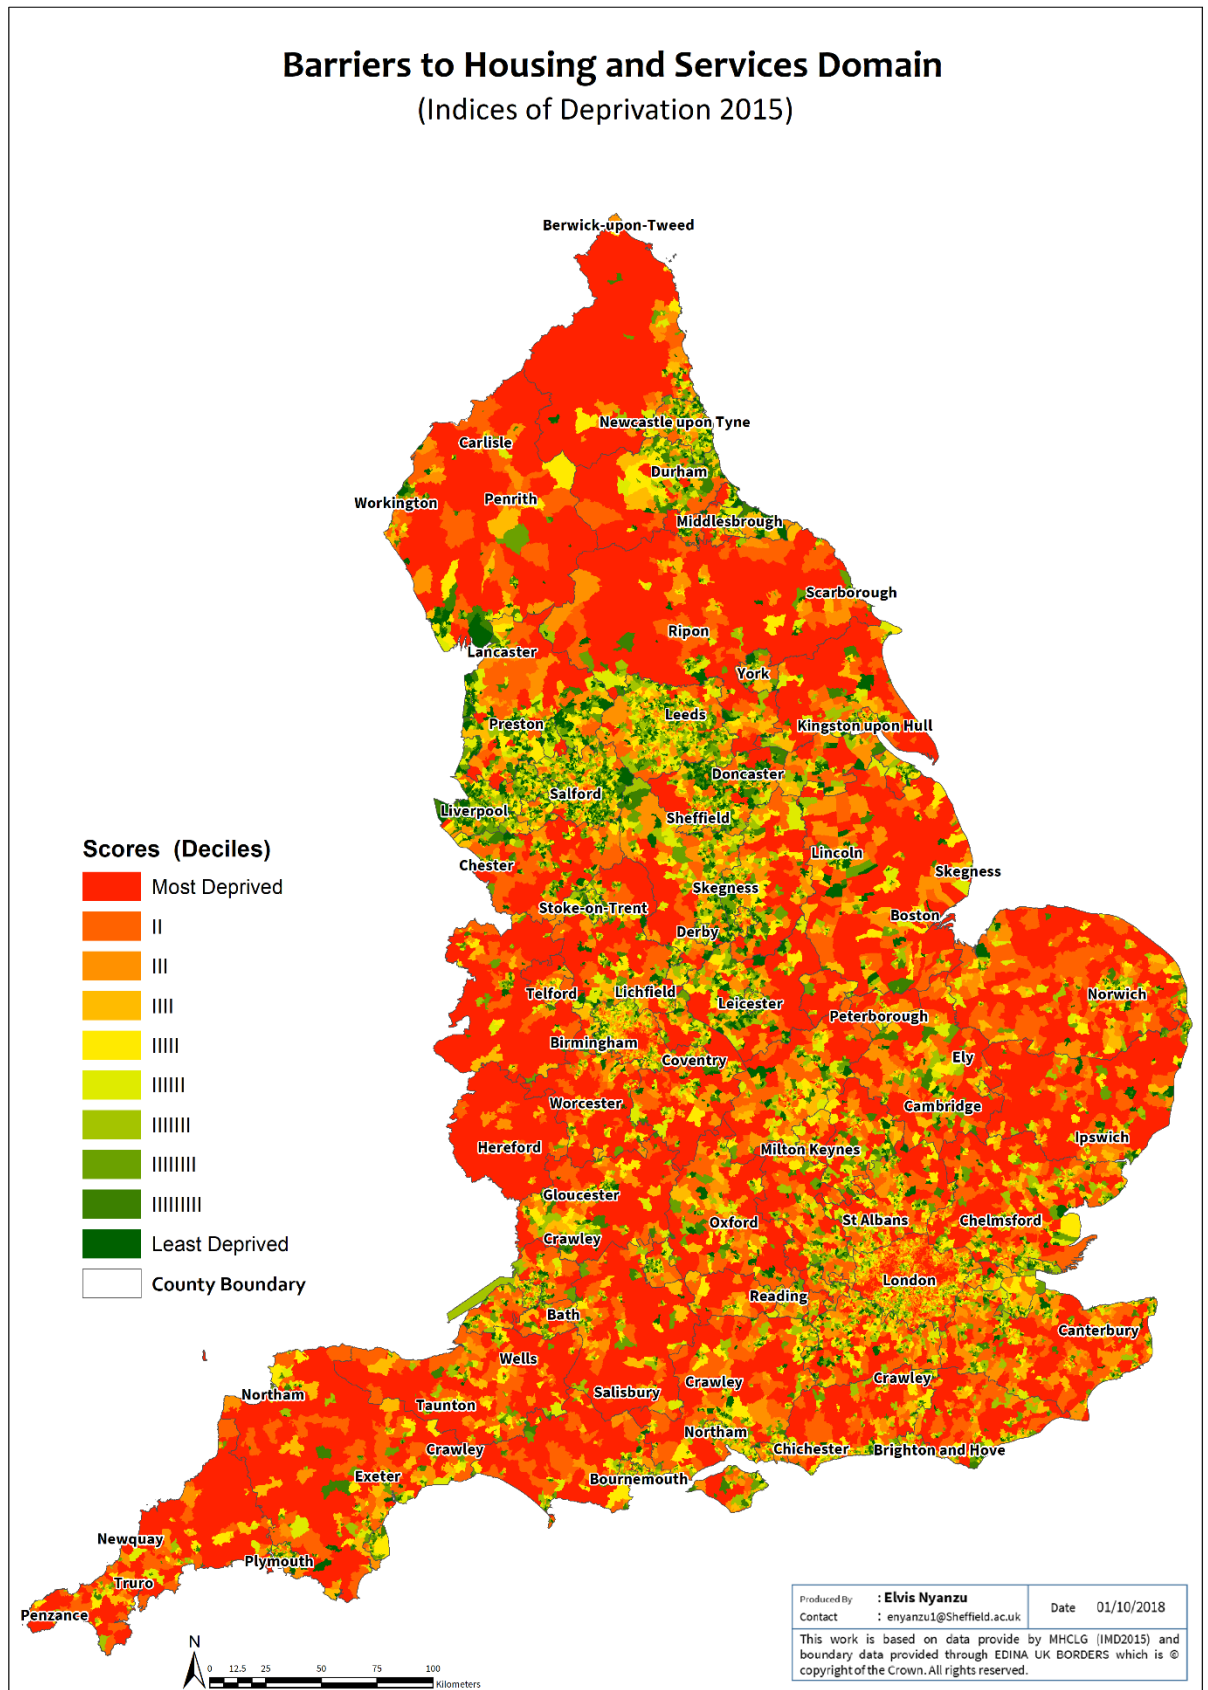 Barriers to Housing and Services Domain
(Indices of Deprivation 2015)
Berwick-upon-Tweed
Newcastle upon Tyne
Carlisle
Durham
Workington
Penrith
Middlesbrough
Scarborough
Ripon
Lancaster
York
Leeds
Preston
Kingston upon Hull
Doncaster
Salford
Liverpool
Sheffield
Scores (Deciles)
Most Deprived
II
III
IIII
IIIII
IIIIII
IIIIIII
IIIIIIII
IIIIIIIII
Least Deprived
County Boundary
Lincoln
Chester
Skegness
Skegness
Stoke-on-Trent
Boston
Derby
Telford
Lichfield
Leicester
Norwich
Peterborough
Birmingham
Coventry
Ely
Worcester
Cambridge
Ipswich
Hereford
Milton Keynes
Gloucester
Oxford
St Albans
Chelmsford
Crawley
London
Reading
Bath
Canterbury
Wells
Crawley
Crawley
Northam
Salisbury
Taunton
Northam
Crawley
Chichester
Brighton and Hove
Exeter
Bournemouth
Newquay
Plymouth
Truro
Penzance
N
0 12.5 25 50 75 100
Kilometers
Produced By : Elvis Nyanzu
Contact : enyanzu1@Sheffield.ac.uk
Date 01/10/2018
This work is based on data provide by MHCLG (IMD2015) and
boundary data provided through EDINA UK BORDERS which is ©
copyright of the Crown. All rights reserved.